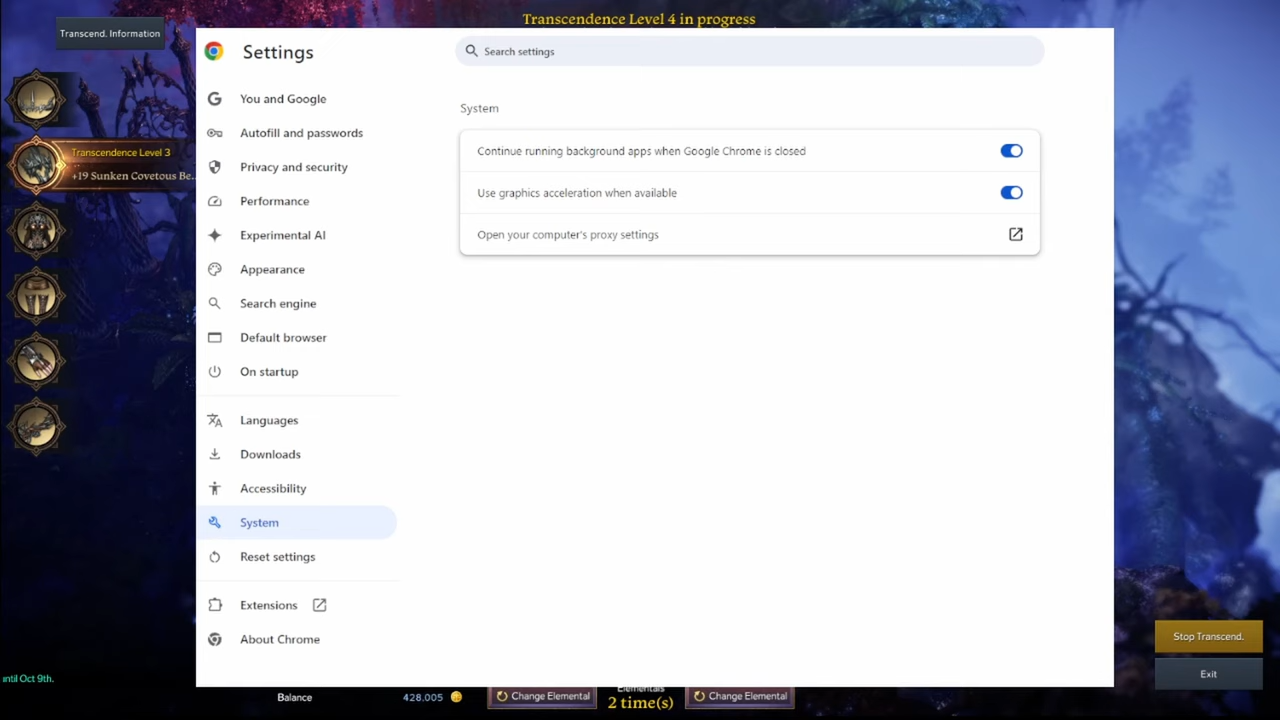 Transcendence Level 4 in progress
Transcend. Information
Transcendence Level 3
+19 Sunken Covetous Be...
Settings
Search settings
You and Google
Autofill and passwords
Privacy and security
Performance
Experimental AI
Appearance
Search engine
Default browser
On startup
Languages
Downloads
Accessibility
System
Reset settings
Extensions
About Chrome
System
Continue running background apps when Google Chrome is closed
Use graphics acceleration when available
Open your computer's proxy settings
Stop Transcend.
Exit
until Oct 9th.
Balance 428,005
Change Elemental
Elementals
2 time(s)
Change Elemental